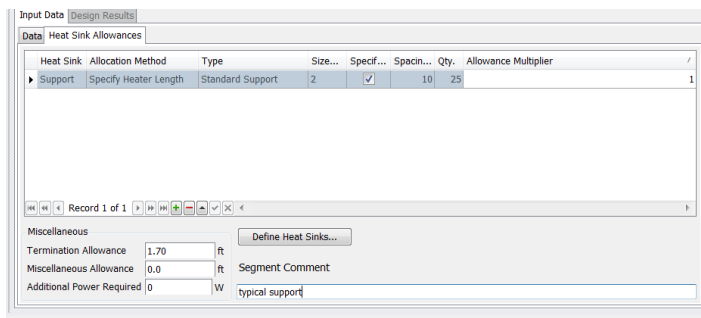 Input Data Design Results
Data Heat Sink Allowances
Heat Sink Allocation Method Type Size... Specif... Spacin... Qty. Allowance Multiplier
Support Specify Heater Length Standard Support 2 10 25 1
Record 1 of 1
Miscellaneous
Define Heat Sinks...
Termination Allowance 1.70 ft
Miscellaneous Allowance 0.0 ft Segment Comment
Additional Power Required 0 W typical support